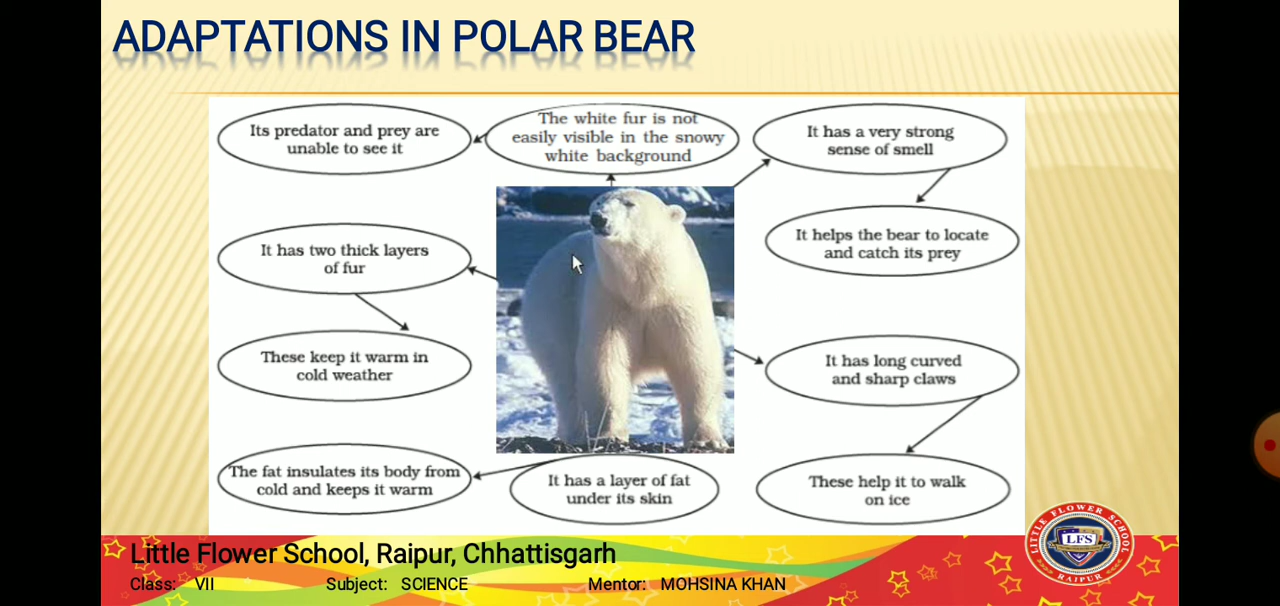 ADAPTATIONS IN POLAR BEAR
Its predator and prey are
unable to see it
The white fur is not
easily visible in the snowy
white background
It has a very strong
sense of smell
It helps the bear to locate
and catch its prey
It has two thick layers
of fur
These keep it warm in
cold weather
It has long curved
and sharp claws
The fat insulates its body from
cold and keeps it warm
It has a layer of fat
under its skin
These help it to walk
on ice
Little Flower School, Raipur, Chhattisgarh
Class: VII Subject: SCIENCE Mentor: MOHSINA KHAN
LITTLE FLOWER SCHOOL
LFS
RAIPUR